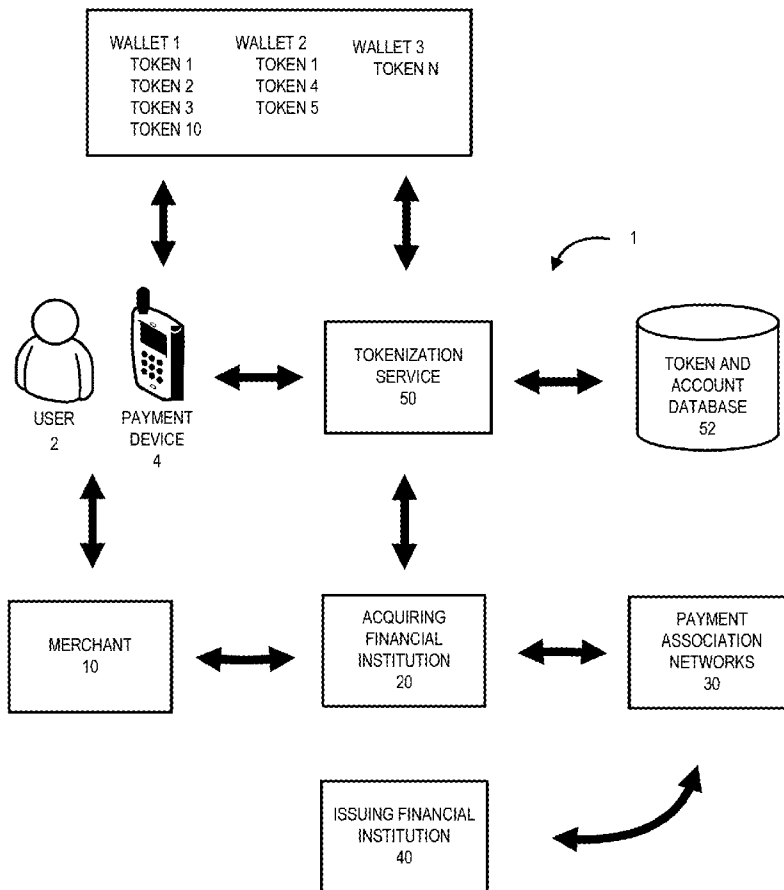 WALLET 1
TOKEN 1
TOKEN 2
TOKEN 3
TOKEN 10
WALLET 2
TOKEN 1
TOKEN 4
TOKEN 5
WALLET 3
TOKEN N
1
USER
2
PAYMENT
DEVICE
4
TOKENIZATION
SERVICE
50
TOKEN AND
ACCOUNT
DATABASE
52
MERCHANT
10
ACQUIRING
FINANCIAL
INSTITUTION
20
PAYMENT
ASSOCIATION
NETWORKS
30
ISSUING FINANCIAL
INSTITUTION
40